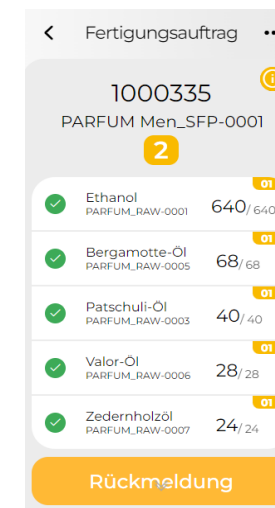 Fertigungsauftrag
1000335
PARFUM Men_SFP-0001
2
01
Ethanol
640/ 640
PARFUM_RAW-0001
01
Bergamotte-Öl
68/ 68
PARFUM_RAW-0005
01
Patschuli-Öl
40/ 40
PARFUM_RAW-0003
01
Valor-Öl
28/ 28
PARFUM_RAW-0006
01
Zedernholzöl
24/ 24
PARFUM_RAW-0007
Rückmeldung